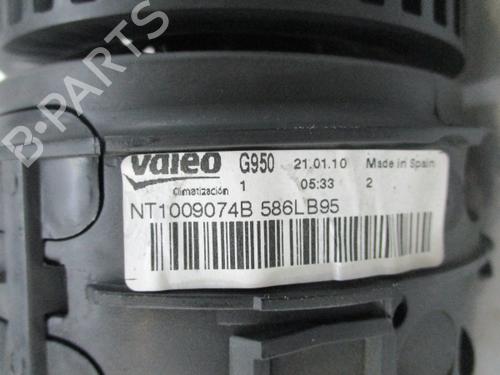 B-PARTS
Valeo G950 21.01.10 Made in Spain
Climatización 1 05:33 2
NT1009074B 586LB95